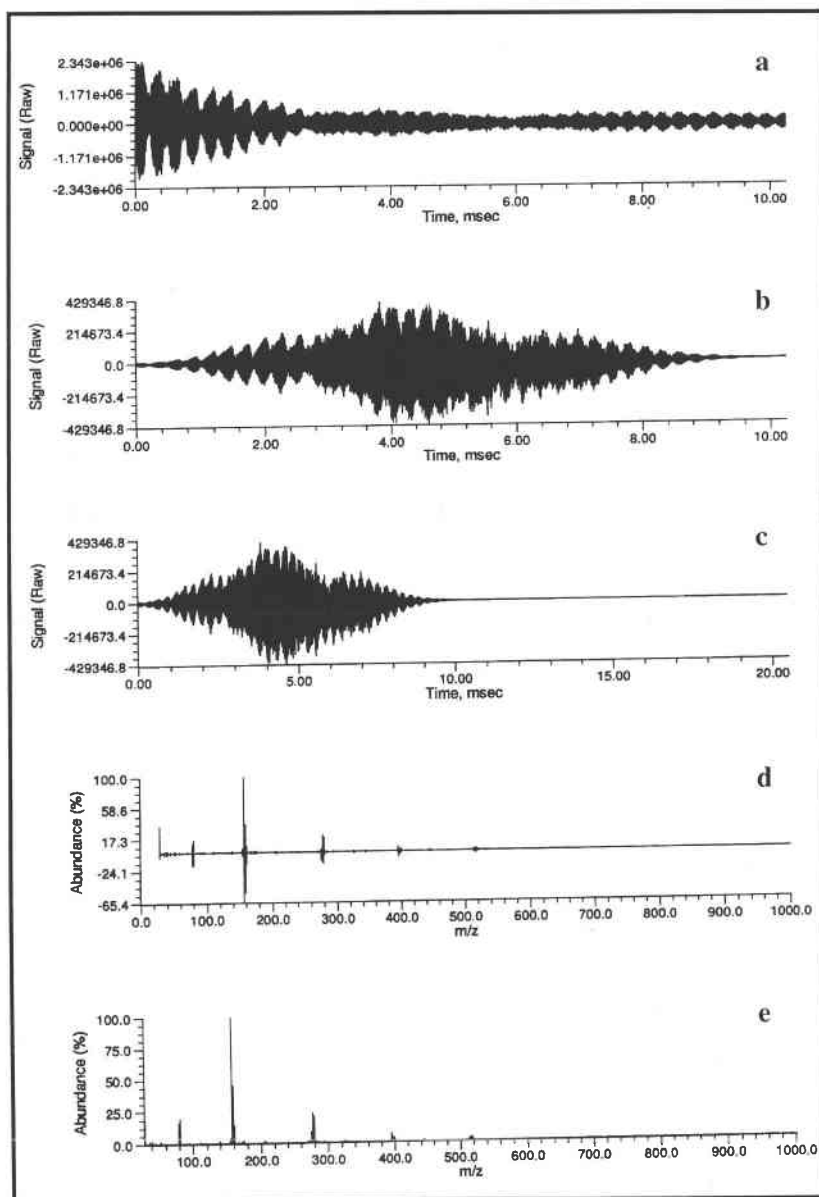 a
Signal (Raw)
2.343e+06
1.171e+06
0.000e+00
-1.171e+06
-2.343e+06
0.00 2.00 4.00 6.00 8.00 10.00
Time, msec
b
Signal (Raw)
429346.8
214673.4
0.0
-214673.4
-429346.8
0.00 2.00 4.00 6.00 8.00 10.00
Time, msec
c
Signal (Raw)
429346.8
214673.4
0.0
-214673.4
-429346.8
0.00 5.00 10.00 15.00 20.00
Time, msec
d
Abundance (%)
100.0
58.6
17.3
-24.1
-65.4
0.0 100.0 200.0 300.0 400.0 500.0 600.0 700.0 800.0 900.0 1000.0
m/z
e
Abundance (%)
100.0
75.0
50.0
25.0
0.0
100.0 200.0 300.0 400.0 500.0 600.0 700.0 800.0 900.0 1000.0
m/z